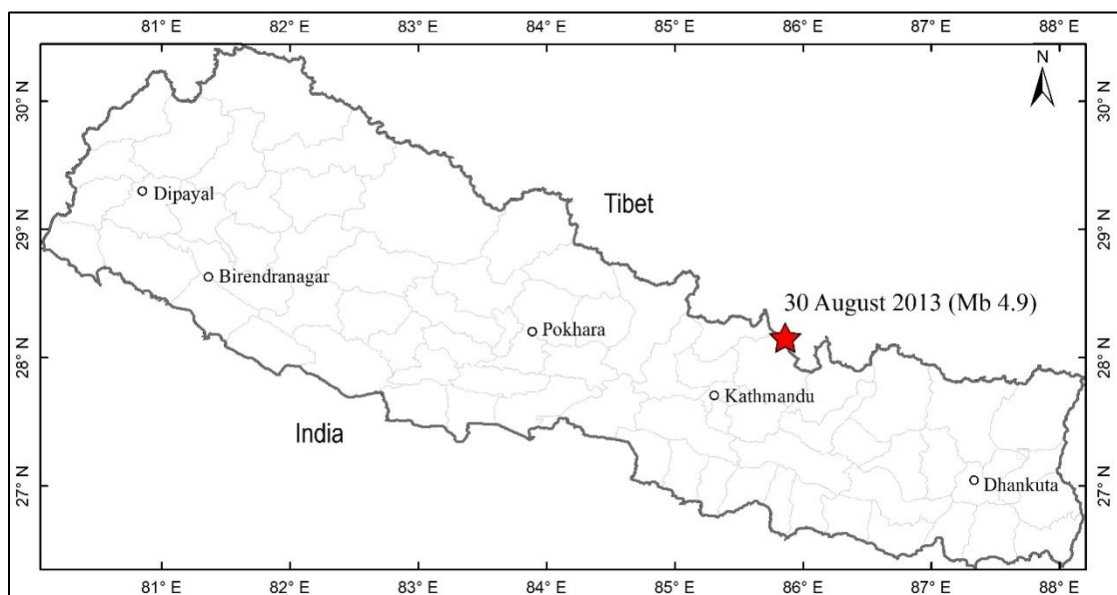 81° E 82° E 83° E 84° E 85° E 86° E 87° E 88° E
N
30° N 30° N
Dipayal
Tibet
29° N 29° N
Birendranagar
30 August 2013 (Mb 4.9)
Pokhara
28° N 28° N
Kathmandu
India
27° N 27° N
Dhankuta
81° E 82° E 83° E 84° E 85° E 86° E 87° E 88° E